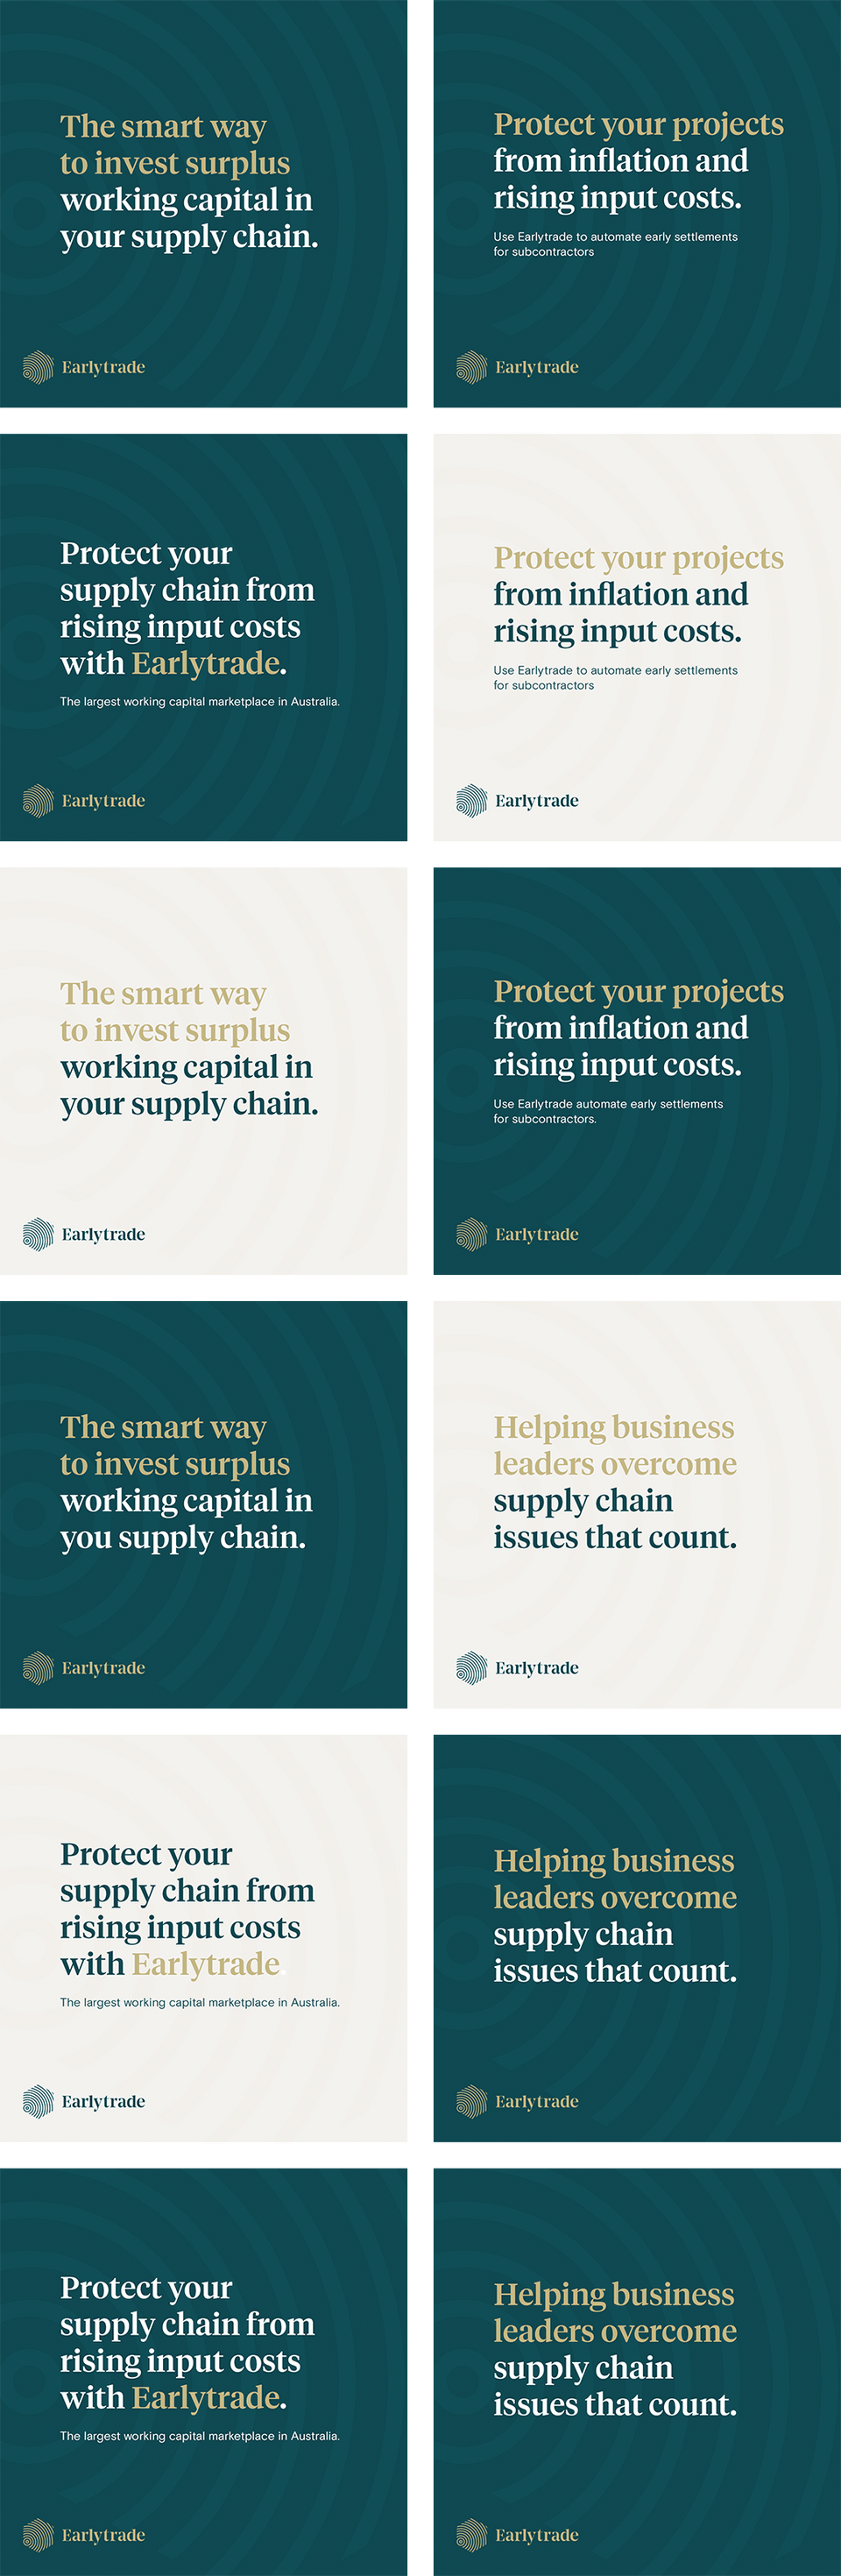 The smart way
to invest surplus
working capital in
your supply chain.
Earlytrade
Protect your projects
from inflation and
rising input costs.
Use Earlytrade to automate early settlements
for subcontractors
Earlytrade
Protect your
supply chain from
rising input costs
with Earlytrade.
The largest working capital marketplace in Australia.
Earlytrade
Protect your projects
from inflation and
rising input costs.
Use Earlytrade to automate early settlements
for subcontractors
Earlytrade
The smart way
to invest surplus
working capital in
your supply chain.
Earlytrade
Protect your projects
from inflation and
rising input costs.
Use Earlytrade automate early settlements
for subcontractors.
Earlytrade
The smart way
to invest surplus
working capital in
you supply chain.
Earlytrade
Helping business
leaders overcome
supply chain
issues that count.
Earlytrade
Protect your
supply chain from
rising input costs
with Earlytrade.
The largest working capital marketplace in Australia.
Earlytrade
Helping business
leaders overcome
supply chain
issues that count.
Earlytrade
Protect your
supply chain from
rising input costs
with Earlytrade.
The largest working capital marketplace in Australia.
Earlytrade
Helping business
leaders overcome
supply chain
issues that count.
Earlytrade